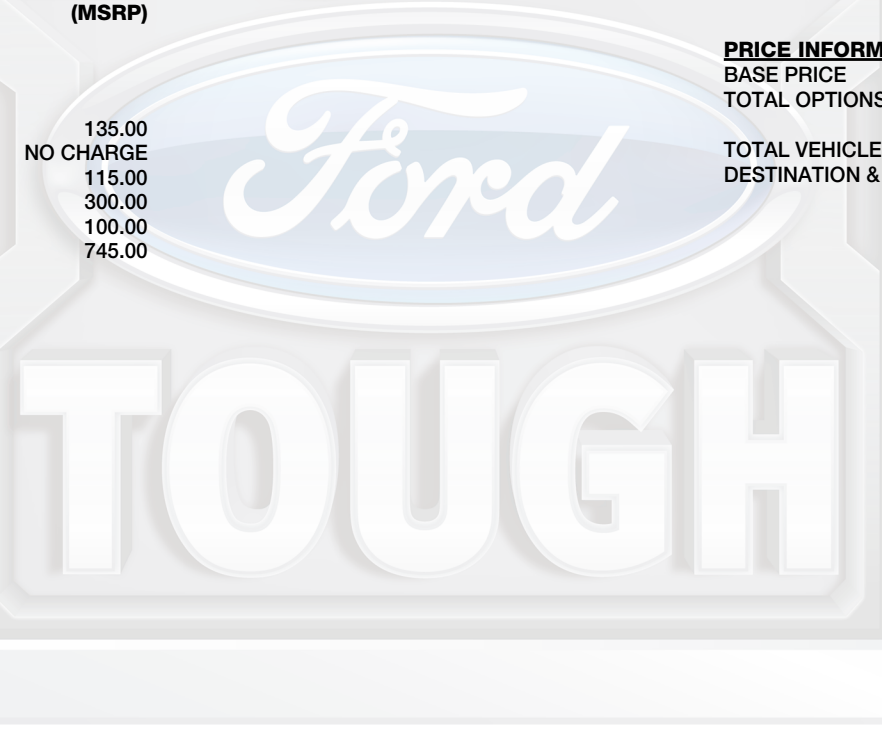 (MSRP)
135.00
NO CHARGE
115.00
300.00
100.00
745.00
PRICE INFORM
BASE PRICE
TOTAL OPTIONS
TOTAL VEHICLE
DESTINATION &
Ford
TOUGH